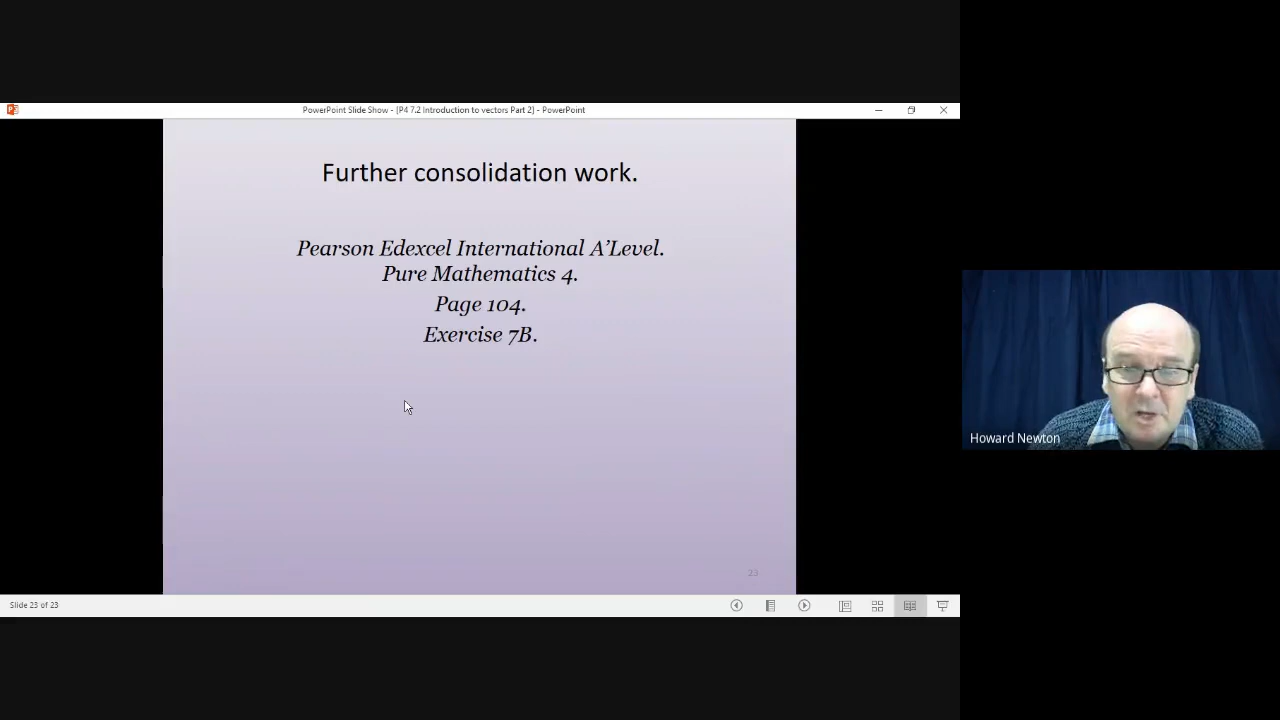 PowerPoint Slide Show - [P4 7.2 Introduction to vectors Part 2] - PowerPoint
Further consolidation work.
Pearson Edexcel International A’Level.
Pure Mathematics 4.
Page 104.
Exercise 7B.
Howard Newton
23
Slide 23 of 23